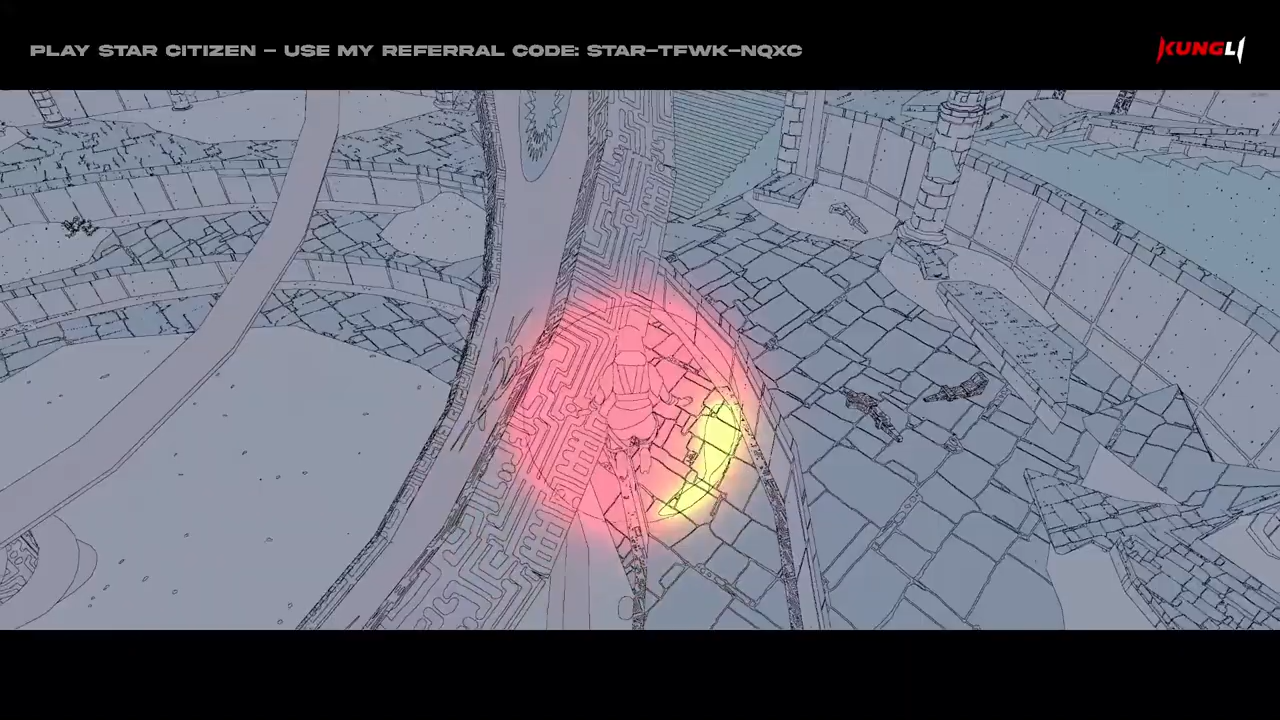 PLAY STAR CITIZEN – USE MY REFERRAL CODE: STAR–TFWK–NQXC
KUNGLI